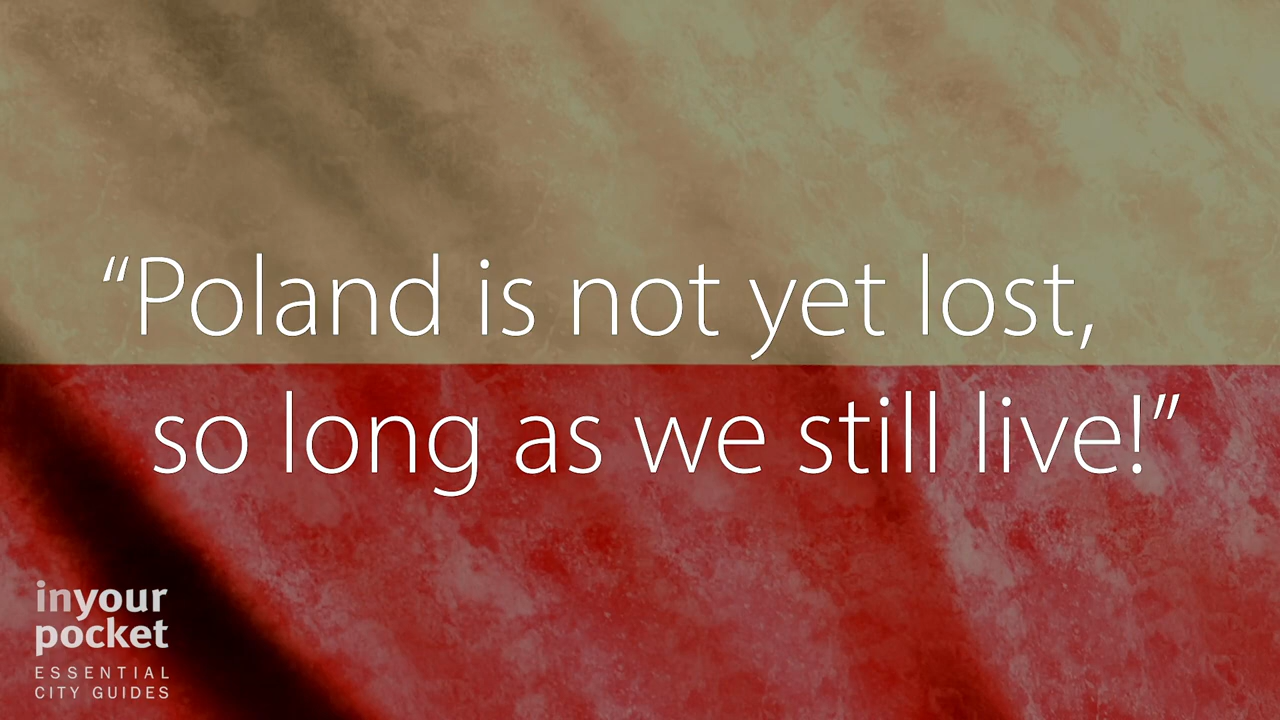 “Poland is not yet lost,
so long as we still live!”
inyour
pocket
ESSENTIAL
CITY GUIDES